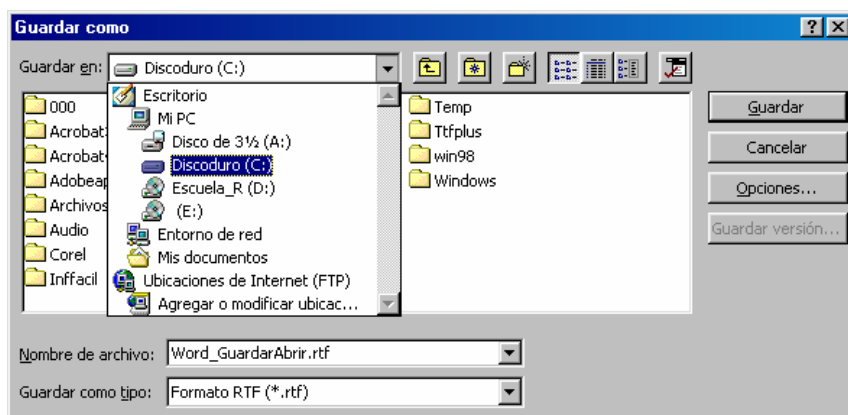 Guardar como
Guardar en: Discoduro (C:)
Escritorio
Mi PC
Disco de 3½ (A:)
Discoduro (C:)
Escuela_R (D:)
(E:)
Entorno de red
Mis documentos
Ubicaciones de Internet (FTP)
Agregar o modificar ubicac...
000
Acrobat
Acrobat
Adobeap
Archivos
Audio
Corel
Inffacil
Temp
Ttfplus
win98
Windows
Guardar
Cancelar
Opciones...
Guardar versión...
Nombre de archivo: Word_GuardarAbrir.rtf
Guardar como tipo: Formato RTF (*.rtf)